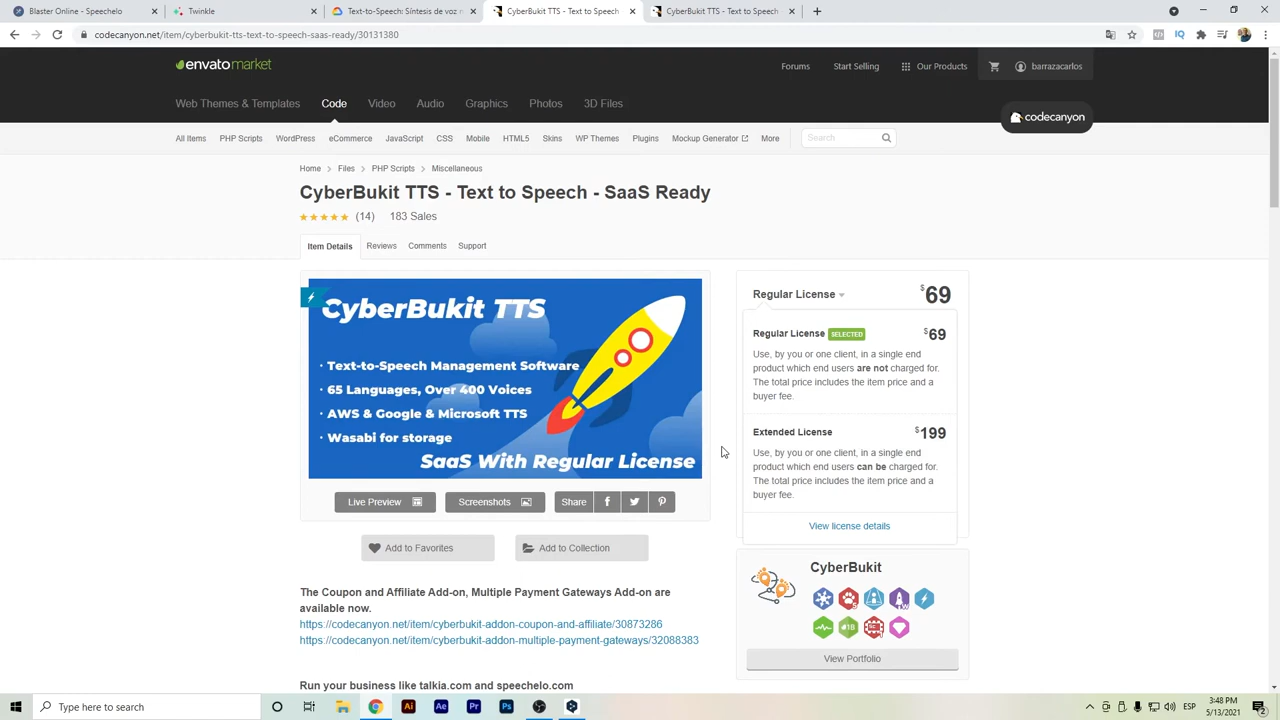 Blaster Online - Speechelo
Twinkle
Text-to-Speech: Síntesis de voz n
CyberBukit TTS - Text to Speech -
CyberBukit TTS - Text to Speech -
codecanyon.net/item/cyberbukit-tts-text-to-speech-saas-ready/30131380
envatomarket
Forums
Start Selling
Our Products
barrazacarlos
Web Themes & Templates
Code
Video
Audio
Graphics
Photos
3D Files
codecanyon
All Items
PHP Scripts
WordPress
eCommerce
JavaScript
CSS
Mobile
HTML5
Skins
WP Themes
Plugins
Mockup Generator
More
Search
Home > Files > PHP Scripts > Miscellaneous
CyberBukit TTS - Text to Speech - SaaS Ready
(14) 183 Sales
Item Details
Reviews
Comments
Support
CyberBukit TTS
· Text-to-Speech Management Software
· 65 Languages, Over 400 Voices
· AWS & Google & Microsoft TTS
· Wasabi for storage
SaaS With Regular License
Live Preview
Screenshots
Share
Add to Favorites
Add to Collection
The Coupon and Affiliate Add-on, Multiple Payment Gateways Add-on are
available now.
https://codecanyon.net/item/cyberbukit-addon-coupon-and-affiliate/30873286
https://codecanyon.net/item/cyberbukit-addon-multiple-payment-gateways/32088383
Run your business like talkia.com and speechelo.com
Regular License
$69
Regular License SELECTED $69
Use, by you or one client, in a single end
product which end users are not charged for.
The total price includes the item price and a
buyer fee.
Extended License $199
Use, by you or one client, in a single end
product which end users can be charged for.
The total price includes the item price and a
buyer fee.
View license details
CyberBukit
View Portfolio
Type here to search
Ai
Ae
Pr
Ps
ESP
3:48 PM
5/13/2021
2